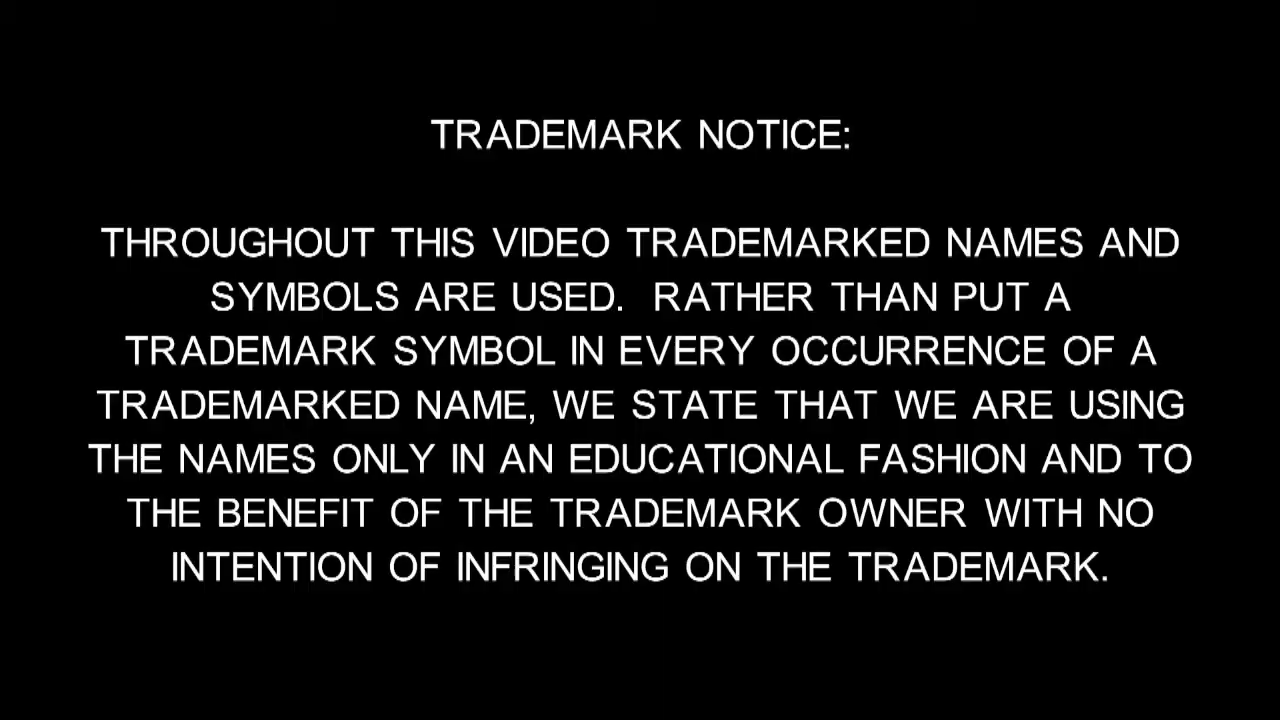 TRADEMARK NOTICE:
THROUGHOUT THIS VIDEO TRADEMARKED NAMES AND
SYMBOLS ARE USED.  RATHER THAN PUT A
TRADEMARK SYMBOL IN EVERY OCCURRENCE OF A
TRADEMARKED NAME, WE STATE THAT WE ARE USING
THE NAMES ONLY IN AN EDUCATIONAL FASHION AND TO
THE BENEFIT OF THE TRADEMARK OWNER WITH NO
INTENTION OF INFRINGING ON THE TRADEMARK.